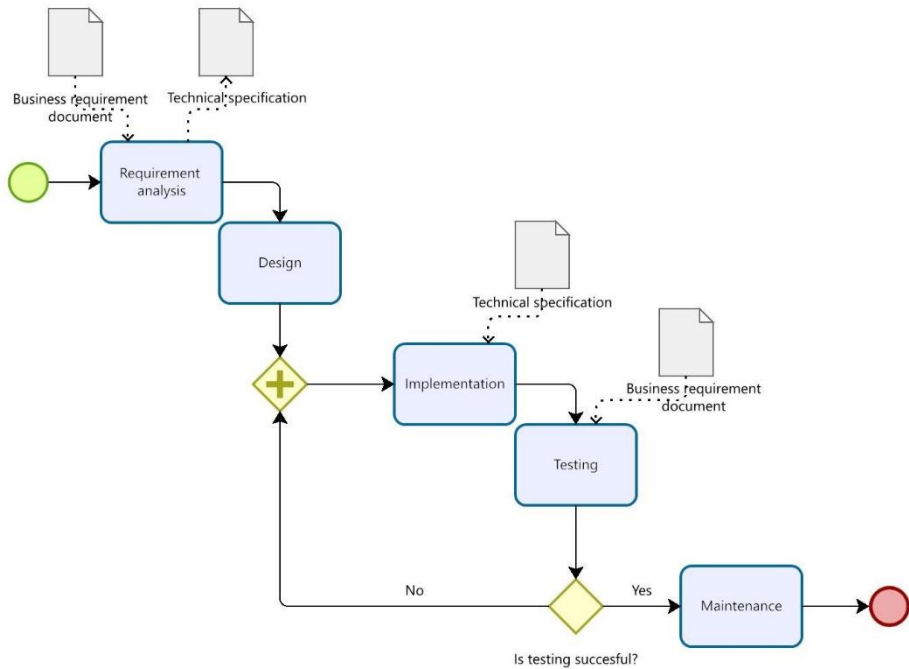 Business requirement
document
Technical specification
Requirement
analysis
Design
Technical specification
Implementation
Business requirement
document
Testing
No
Yes
Maintenance
Is testing succesful?